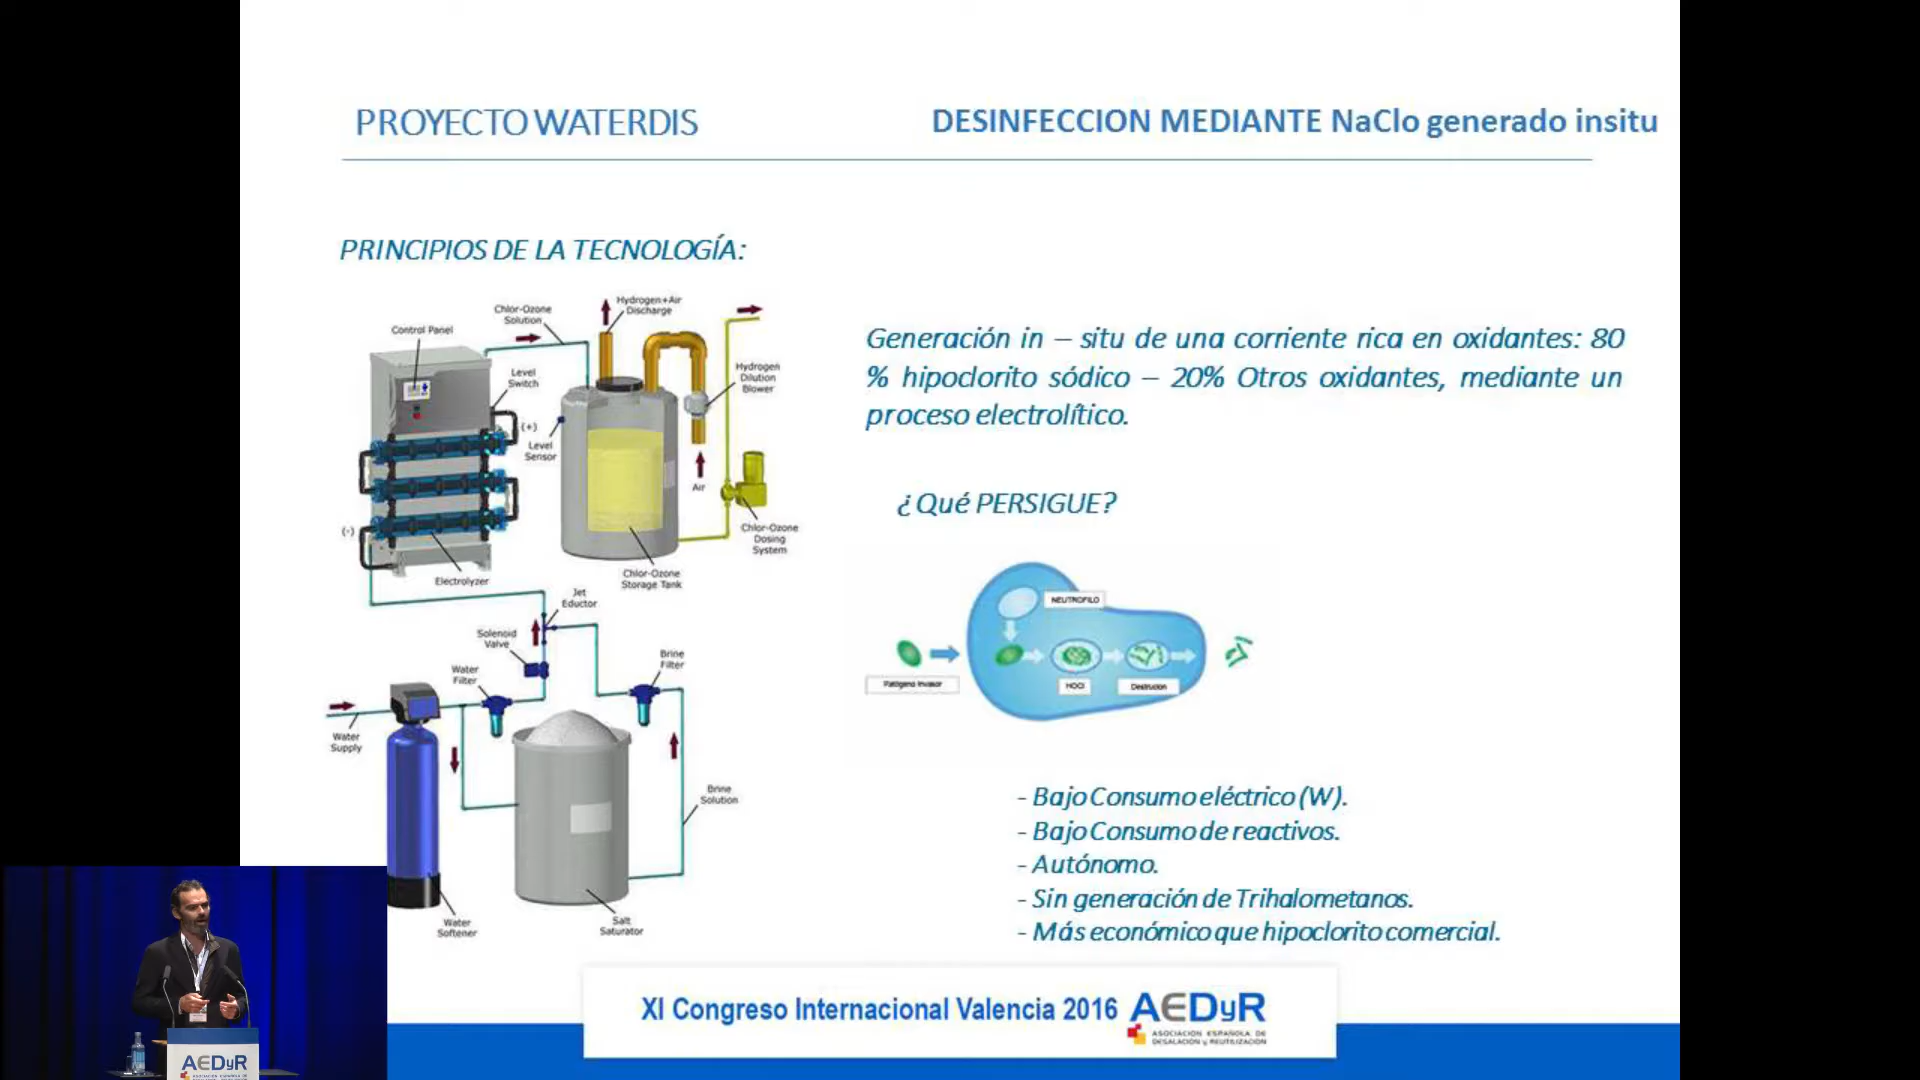 PROYECTO WATERDIS
DESINFECCION MEDIANTE NaClo generado insitu
PRINCIPIOS DE LA TECNOLOGÍA:
Control Panel
Chlor-Ozone
Solution
Hydrogen+Air
Discharge
Level
Switch
Hydrogen
Dilution
Blower
(+)
Level
Sensor
Air
(-)
Electrolyzer
Chlor-Ozone
Storage Tank
Chlor-Ozone
Dosing
System
Jet
Eductor
Solenoid
Valve
Water
Filter
Brine
Filter
Water
Supply
Brine
Solution
Water
Softener
Salt
Saturator
Generación in – situ de una corriente rica en oxidantes: 80
% hipoclorito sódico – 20% Otros oxidantes, mediante un
proceso electrolítico.
¿Qué PERSIGUE?
NEUTROFILO
Patógeno Invasor
HOCl
Destruccion
- Bajo Consumo eléctrico (W).
- Bajo Consumo de reactivos.
- Autónomo.
- Sin generación de Trihalometanos.
- Más económico que hipoclorito comercial.
XI Congreso Internacional Valencia 2016
AEDyR
ASOCIACIÓN ESPAÑOLA DE
DESALACIÓN y REUTILIZACIÓN
AEDyR
ASOCIACIÓN ESPAÑOLA DE